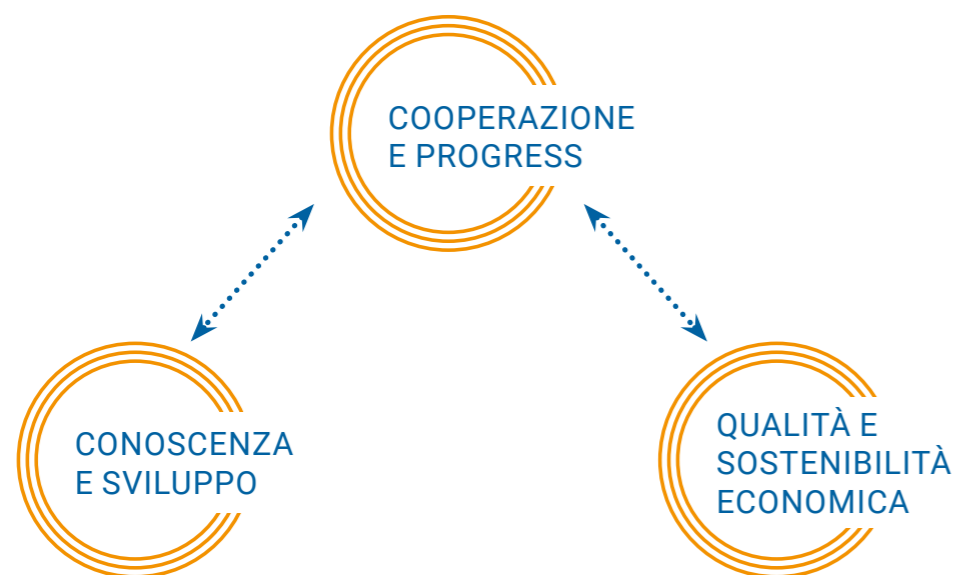 COOPERAZIONE
E PROGRESS
CONOSCENZA
E SVILUPPO
QUALITÀ E
SOSTENIBILITÀ
ECONOMICA